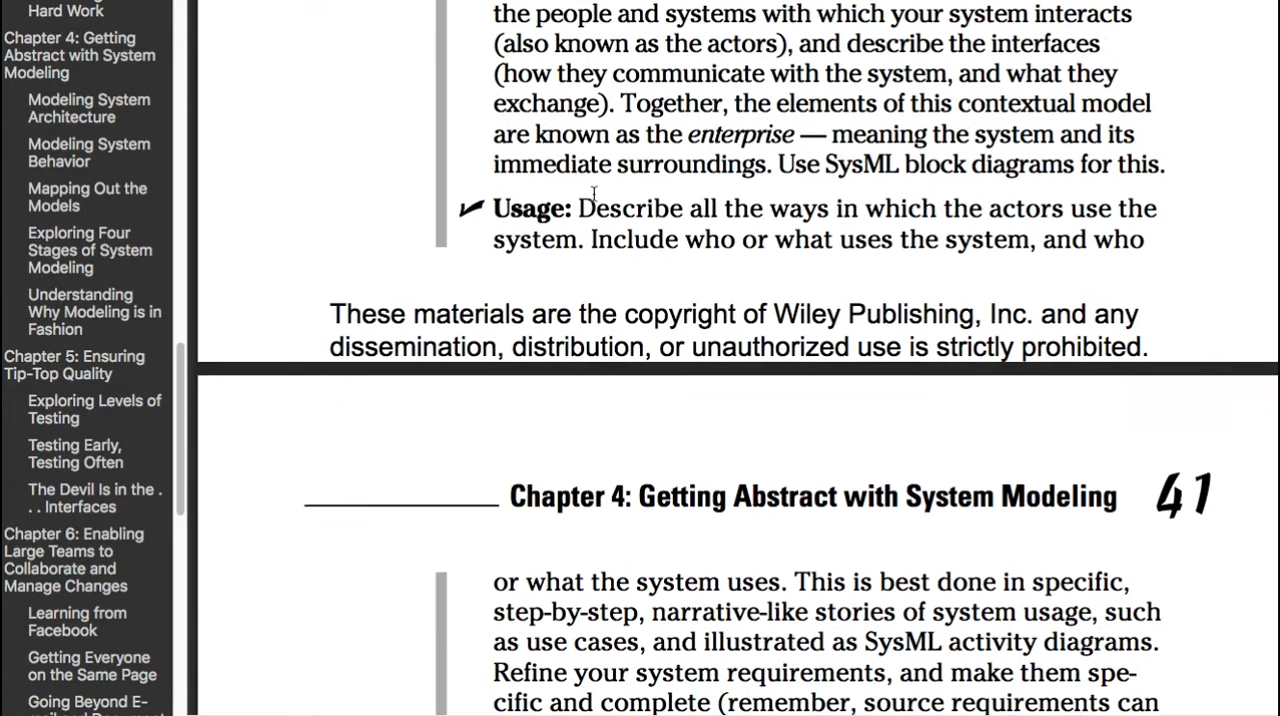 Hard Work
Chapter 4: Getting
Abstract with System
Modeling
Modeling System
Architecture
Modeling System
Behavior
Mapping Out the
Models
Exploring Four
Stages of System
Modeling
Understanding
Why Modeling is in
Fashion
Chapter 5: Ensuring
Tip-Top Quality
Exploring Levels of
Testing
Testing Early,
Testing Often
The Devil Is in the .
. . Interfaces
Chapter 6: Enabling
Large Teams to
Collaborate and
Manage Changes
Learning from
Facebook
Getting Everyone
on the Same Page
Going Beyond E-
the people and systems with which your system interacts
(also known as the actors), and describe the interfaces
(how they communicate with the system, and what they
exchange). Together, the elements of this contextual model
are known as the enterprise — meaning the system and its
immediate surroundings. Use SysML block diagrams for this.
Usage: Describe all the ways in which the actors use the
system. Include who or what uses the system, and who
These materials are the copyright of Wiley Publishing, Inc. and any
dissemination, distribution, or unauthorized use is strictly prohibited.
Chapter 4: Getting Abstract with System Modeling 41
or what the system uses. This is best done in specific,
step-by-step, narrative-like stories of system usage, such
as use cases, and illustrated as SysML activity diagrams.
Refine your system requirements, and make them spe-
cific and complete (remember, source requirements can